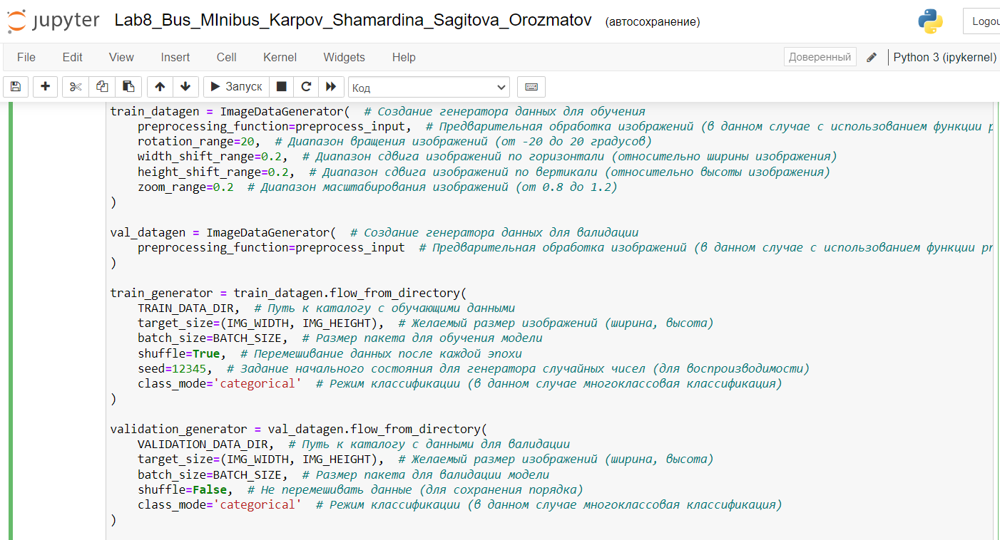 jupyter Lab8_Bus_MInibus_Karpov_Shamardina_Sagitova_Orozmatov (автосохранение)
Logou
File Edit View Insert Cell Kernel Widgets Help
Доверенный Python 3 (ipykernel)
Запуск Код
train_datagen = ImageDataGenerator(  # Создание генератора данных для обучения
    preprocessing_function=preprocess_input,  # Предварительная обработка изображений (в данном случае с использованием функции p
    rotation_range=20,  # Диапазон вращения изображений (от -20 до 20 градусов)
    width_shift_range=0.2,  # Диапазон сдвига изображений по горизонтали (относительно ширины изображения)
    height_shift_range=0.2,  # Диапазон сдвига изображений по вертикали (относительно высоты изображения)
    zoom_range=0.2  # Диапазон масштабирования изображений (от 0.8 до 1.2)
)
val_datagen = ImageDataGenerator(  # Создание генератора данных для валидации
    preprocessing_function=preprocess_input  # Предварительная обработка изображений (в данном случае с использованием функции pr
)
train_generator = train_datagen.flow_from_directory(
    TRAIN_DATA_DIR,  # Путь к каталогу с обучающими данными
    target_size=(IMG_WIDTH, IMG_HEIGHT),  # Желаемый размер изображений (ширина, высота)
    batch_size=BATCH_SIZE,  # Размер пакета для обучения модели
    shuffle=True,  # Перемешивание данных после каждой эпохи
    seed=12345,  # Задание начального состояния для генератора случайных чисел (для воспроизводимости)
    class_mode='categorical'  # Режим классификации (в данном случае многоклассовая классификация)
)
validation_generator = val_datagen.flow_from_directory(
    VALIDATION_DATA_DIR,  # Путь к каталогу с данными для валидации
    target_size=(IMG_WIDTH, IMG_HEIGHT),  # Желаемый размер изображений (ширина, высота)
    batch_size=BATCH_SIZE,  # Размер пакета для валидации модели
    shuffle=False,  # Не перемешивать данные (для сохранения порядка)
    class_mode='categorical'  # Режим классификации (в данном случае многоклассовая классификация)
)